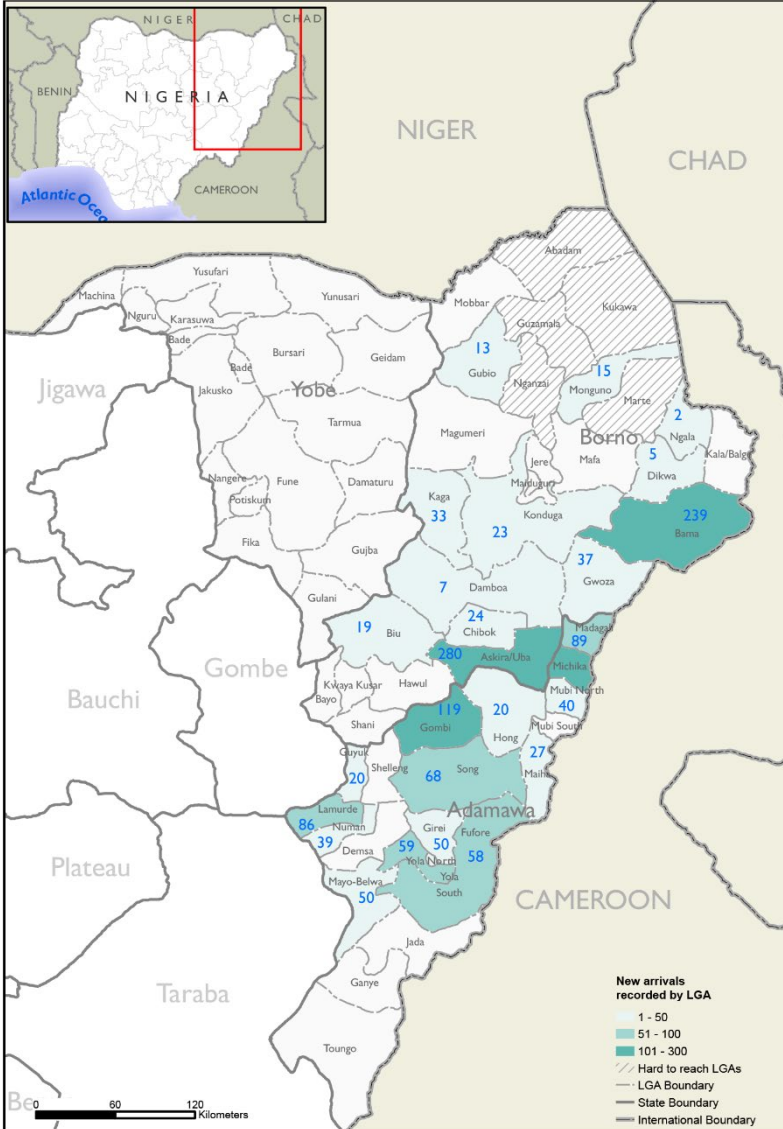 NIGER
CHAD
BENIN
NIGERIA
CAMEROON
Atlantic Ocea
NIGER
CHAD
Abadam
Yusufari
Machina
Yunusari
Mobbar
Kukawa
Nguru
Karasuwa
Guzamala
Bade
13
15
Bursari
Geidam
Gubio
Bade
Nganzai
Monguno
Jigawa
Yobe
Marte
Jakusko
2
Tarmua
Magumeri
Borno
Ngala
Jere
Mafa
5
Kala/Balge
Nangere
Fune
Damaturu
Maiduguri
Dikwa
Potiskum
Kaga
33
Konduga
23
239
Bama
Fika
Gujba
37
Gwoza
7
Damboa
Gulani
24
19
Biu
Chibok
Madagali
89
280
Askira/Uba
Michika
Gombe
Kwaya Kusar
Hawul
Mubi North
Bayo
119
20
40
Bauchi
Shani
Gombi
Hong
Mubi South
Guyuk
27
Shelleng
68
Song
Maiha
20
Lamurde
Adamawa
86
Numan
Girei
Fufore
39
59
50
58
Demsa
Yola North
Plateau
Mayo-Belwa
Yola
South
50
CAMEROON
Jada
Taraba
Ganye
Toungo
Be
0
60
120
Kilometers
New arrivals
recorded by LGA
1 - 50
51 - 100
101 - 300
Hard to reach LGAs
LGA Boundary
State Boundary
International Boundary